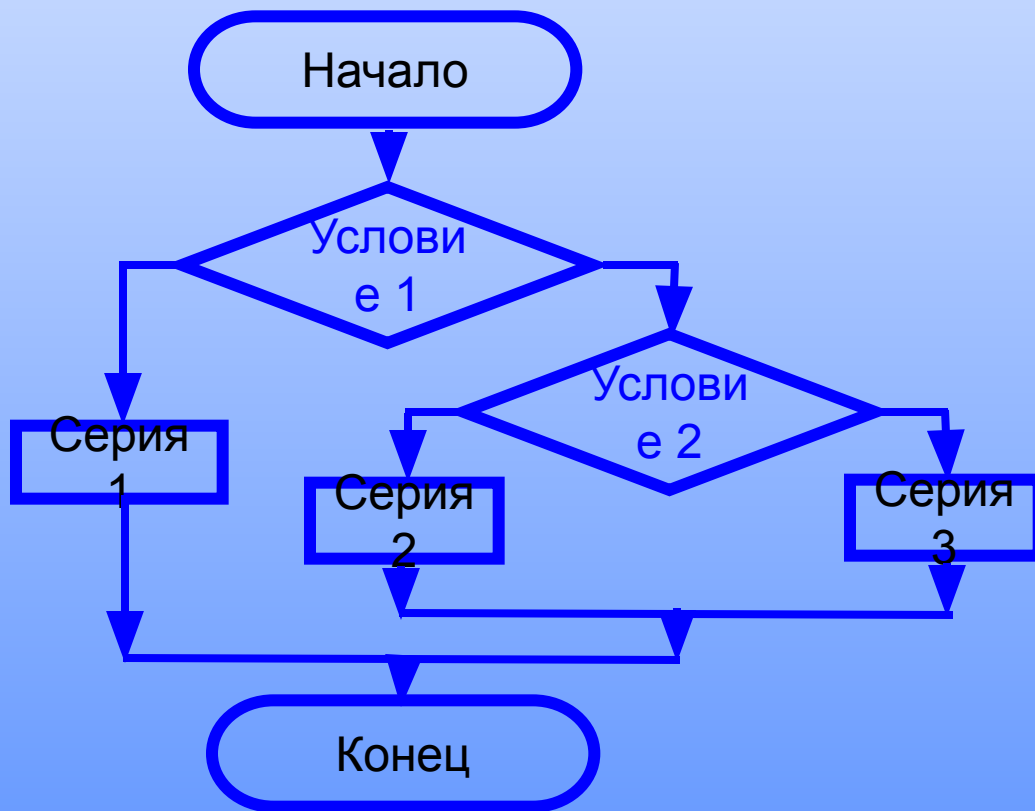 Начало
Услови
е 1
Услови
е 2
Серия
1
Серия
2
Серия
3
Конец